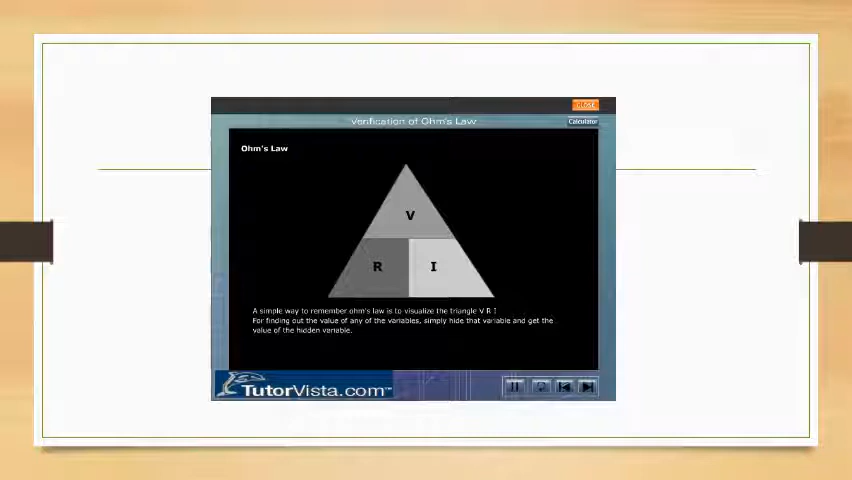 CLOSE
Verification of Ohm's Law
Calculator
Ohm's Law
V
R I
A simple way to remember ohm's law is to visualize the triangle V R I
For finding out the value of any of the variables, simply hide that variable and get the
value of the hidden variable.
TutorVista.com™